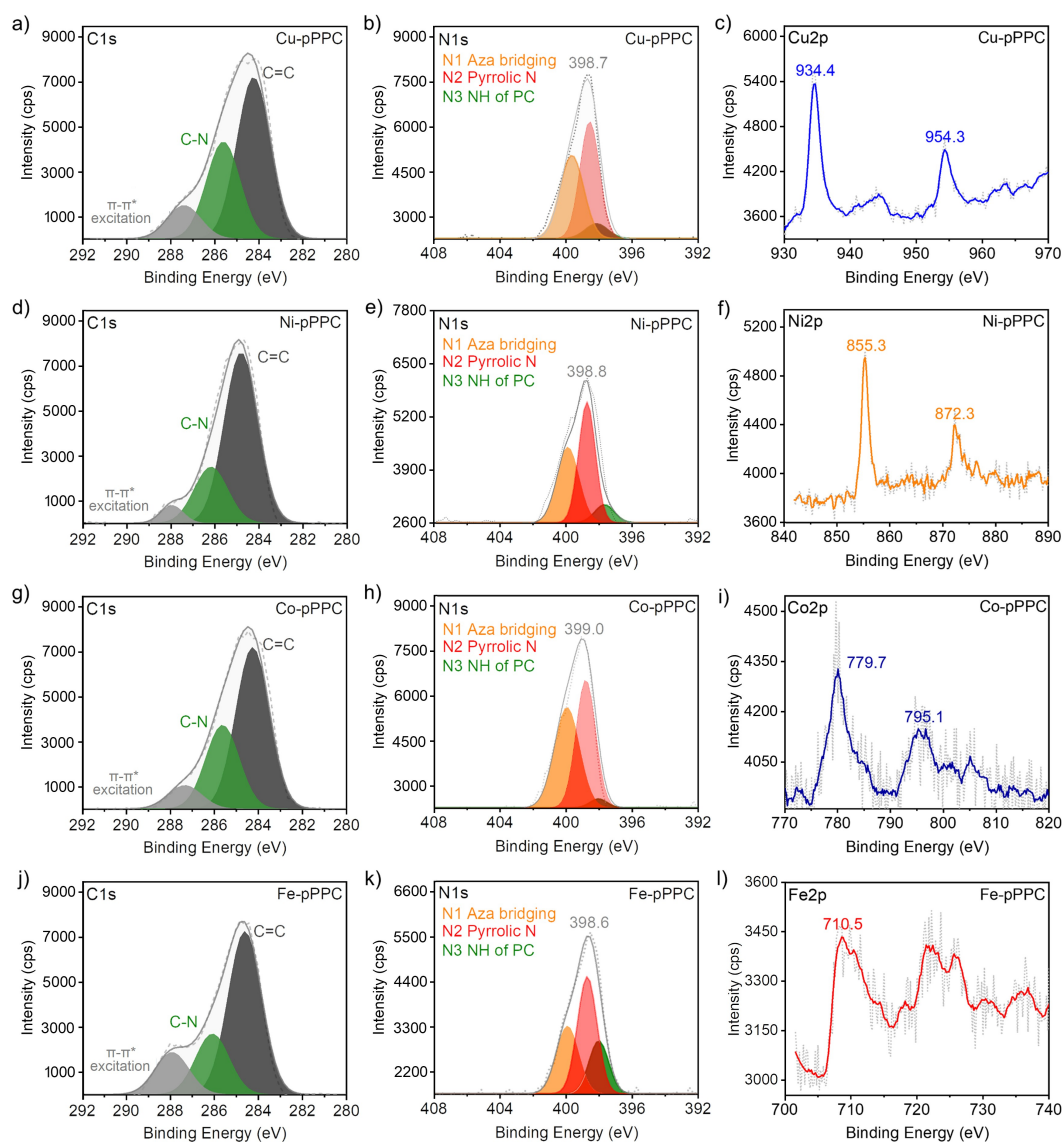 a)
C1s
Cu-pPPC
C=C
C-N
π-π*
excitation
9000
7000
5000
3000
1000
Intensity (cps)
292 290 288 286 284 282 280
Binding Energy (eV)
b)
N1s
Cu-pPPC
N1 Aza bridging
N2 Pyrrolic N
N3 NH of PC
398.7
9000
7500
6000
4500
3000
Intensity (cps)
408 404 400 396 392
Binding Energy (eV)
c)
Cu2p
Cu-pPPC
934.4
954.3
6000
5400
4800
4200
3600
Intensity (cps)
930 940 950 960 970
Binding Energy (eV)
d)
C1s
Ni-pPPC
C=C
C-N
π-π*
excitation
9000
7000
5000
3000
1000
Intensity (cps)
292 290 288 286 284 282 280
Binding Energy (eV)
e)
N1s
Ni-pPPC
N1 Aza bridging
N2 Pyrrolic N
N3 NH of PC
398.8
7800
6500
5200
3900
2600
Intensity (cps)
408 404 400 396 392
Binding Energy (eV)
f)
Ni2p
Ni-pPPC
855.3
872.3
5200
4800
4400
4000
3600
Intensity (cps)
840 850 860 870 880 890
Binding Energy (eV)
g)
C1s
Co-pPPC
C=C
C-N
π-π*
excitation
9000
7000
5000
3000
1000
Intensity (cps)
292 290 288 286 284 282 280
Binding Energy (eV)
h)
N1s
Co-pPPC
N1 Aza bridging
N2 Pyrrolic N
N3 NH of PC
399.0
9000
7500
6000
4500
3000
Intensity (cps)
408 404 400 396 392
Binding Energy (eV)
i)
Co2p
Co-pPPC
779.7
795.1
4500
4350
4200
4050
Intensity (cps)
770 780 790 800 810 820
Binding Energy (eV)
j)
C1s
Fe-pPPC
C=C
C-N
π-π*
excitation
9000
7000
5000
3000
1000
Intensity (cps)
292 290 288 286 284 282 280
Binding Energy (eV)
k)
N1s
Fe-pPPC
N1 Aza bridging
N2 Pyrrolic N
N3 NH of PC
398.6
6600
5500
4400
3300
2200
Intensity (cps)
408 404 400 396 392
Binding Energy (eV)
l)
Fe2p
Fe-pPPC
710.5
3600
3450
3300
3150
3000
Intensity (cps)
700 710 720 730 740
Binding Energy (eV)